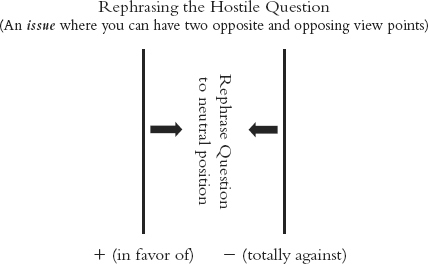 Rephrasing the Hostile Question
(An issue where you can have two opposite and opposing view points)
Rephrase Question
to neutral position
+ (in favor of)
− (totally against)